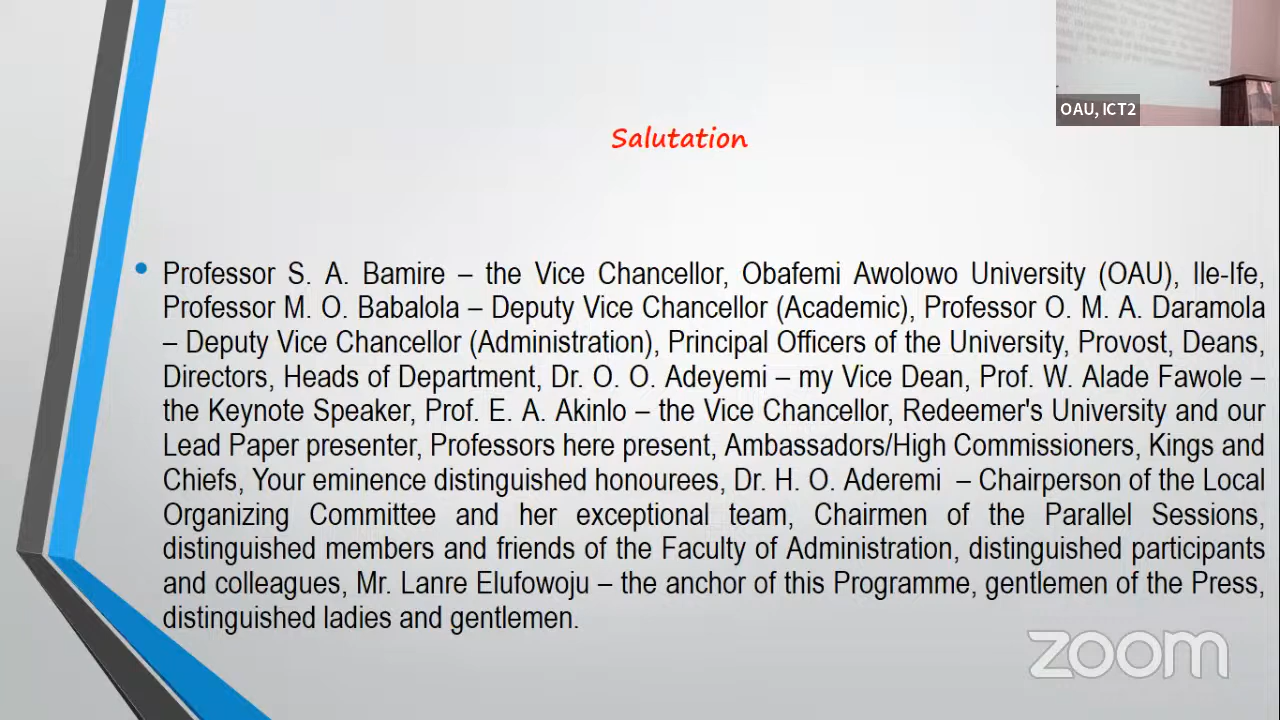 OAU, ICT2
Salutation
• Professor S. A. Bamire – the Vice Chancellor, Obafemi Awolowo University (OAU), Ile-Ife,
Professor M. O. Babalola – Deputy Vice Chancellor (Academic), Professor O. M. A. Daramola
– Deputy Vice Chancellor (Administration), Principal Officers of the University, Provost, Deans,
Directors, Heads of Department, Dr. O. O. Adeyemi – my Vice Dean, Prof. W. Alade Fawole –
the Keynote Speaker, Prof. E. A. Akinlo – the Vice Chancellor, Redeemer's University and our
Lead Paper presenter, Professors here present, Ambassadors/High Commissioners, Kings and
Chiefs, Your eminence distinguished honourees, Dr. H. O. Aderemi – Chairperson of the Local
Organizing Committee and her exceptional team, Chairmen of the Parallel Sessions,
distinguished members and friends of the Faculty of Administration, distinguished participants
and colleagues, Mr. Lanre Elufowoju – the anchor of this Programme, gentlemen of the Press,
distinguished ladies and gentlemen.
zoom